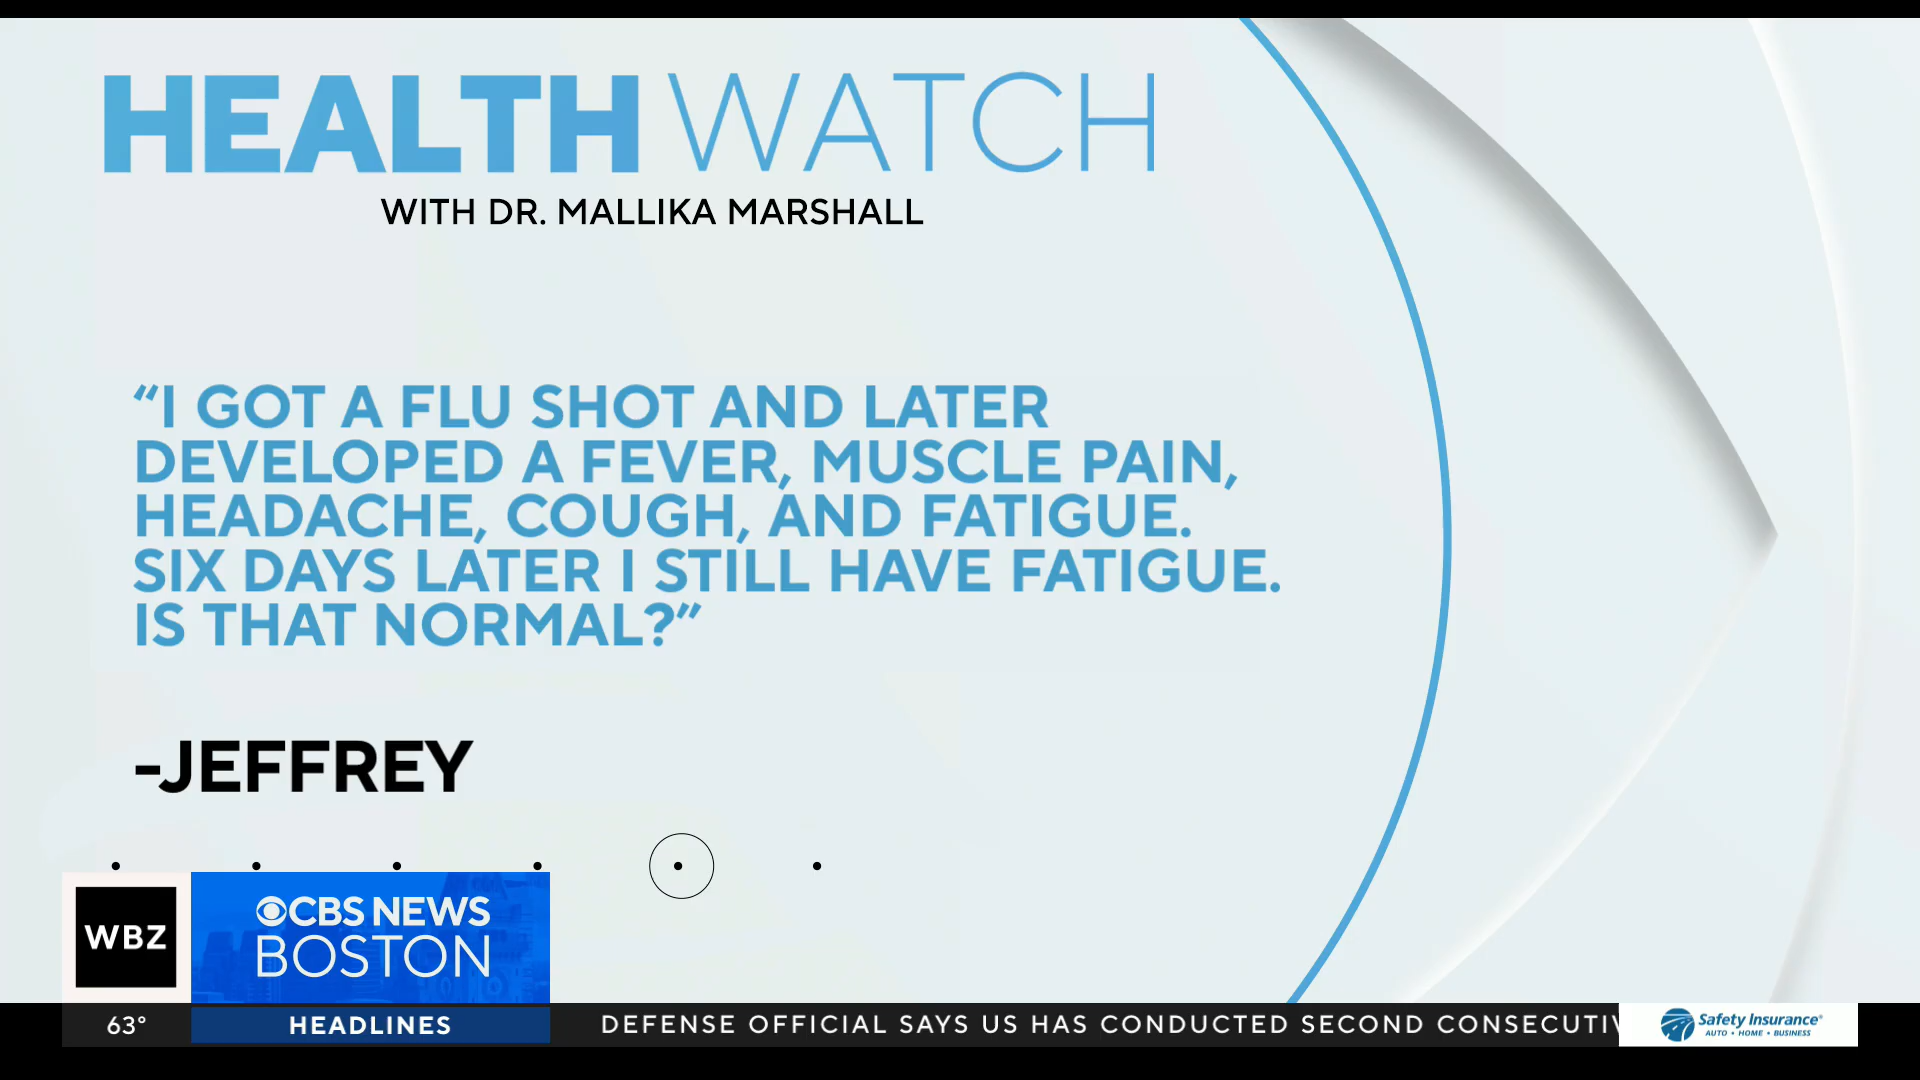 HEALTH WATCH
WITH DR. MALLIKA MARSHALL
“I GOT A FLU SHOT AND LATER
DEVELOPED A FEVER, MUSCLE PAIN,
HEADACHE, COUGH, AND FATIGUE.
SIX DAYS LATER I STILL HAVE FATIGUE.
IS THAT NORMAL?”
-JEFFREY
WBZ
CBS NEWS
BOSTON
63°
HEADLINES
DEFENSE OFFICIAL SAYS US HAS CONDUCTED SECOND
Safety Insurance
AUTO • HOME • BUSINESS